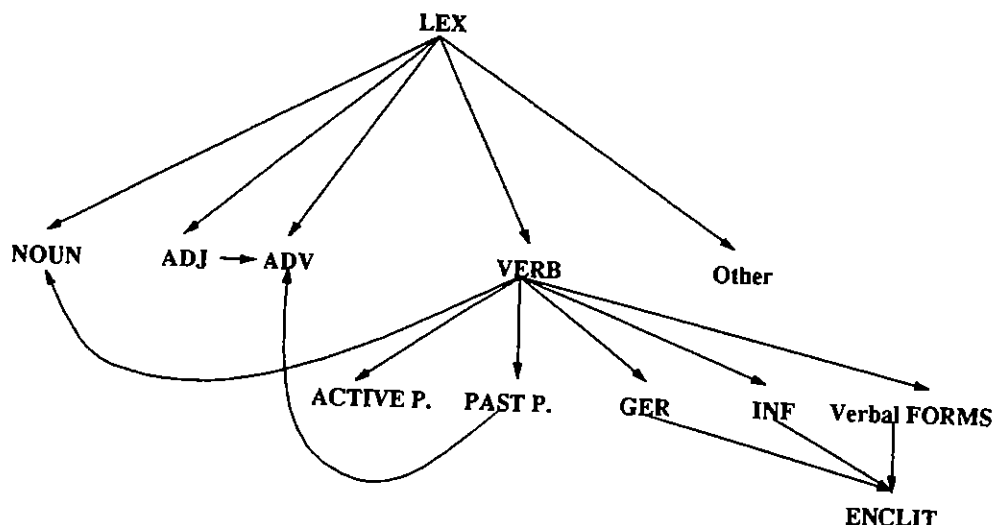 LEX
NOUN
ADJ
ADV
VERB
Other
ACTIVE P.
PAST P.
GER
INF
Verbal FORMS
ENCLIT